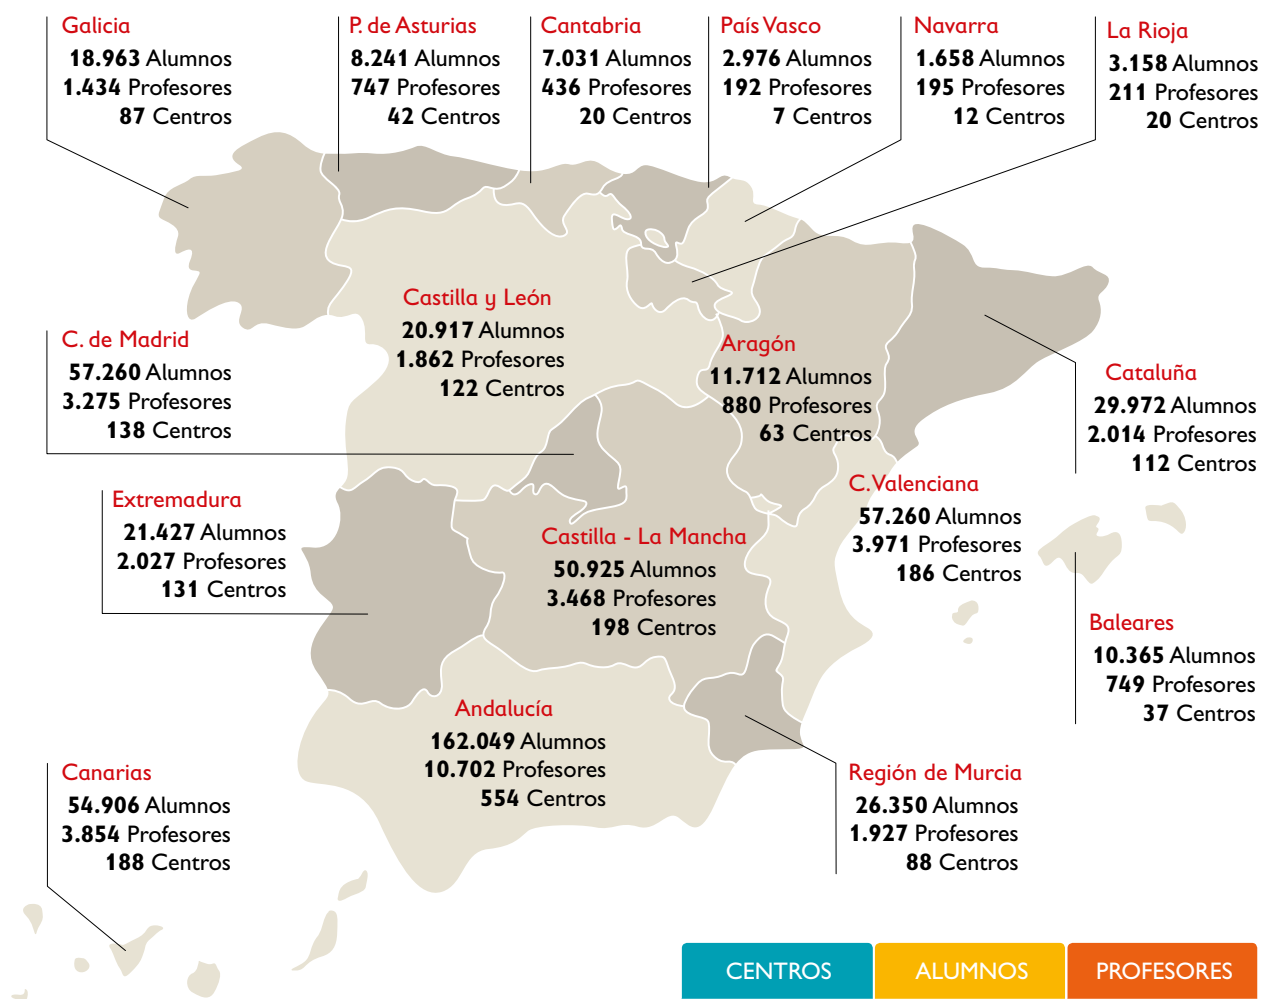 Galicia
18.963 Alumnos
1.434 Profesores
87 Centros
P. de Asturias
8.241 Alumnos
747 Profesores
42 Centros
Cantabria
7.031 Alumnos
436 Profesores
20 Centros
País Vasco
2.976 Alumnos
192 Profesores
7 Centros
Navarra
1.658 Alumnos
195 Profesores
12 Centros
La Rioja
3.158 Alumnos
211 Profesores
20 Centros
Castilla y León
20.917 Alumnos
1.862 Profesores
122 Centros
C. de Madrid
57.260 Alumnos
3.275 Profesores
138 Centros
Aragón
11.712 Alumnos
880 Profesores
63 Centros
Cataluña
29.972 Alumnos
2.014 Profesores
112 Centros
Extremadura
21.427 Alumnos
2.027 Profesores
131 Centros
Castilla - La Mancha
50.925 Alumnos
3.468 Profesores
198 Centros
C. Valenciana
57.260 Alumnos
3.971 Profesores
186 Centros
Baleares
10.365 Alumnos
749 Profesores
37 Centros
Andalucía
162.049 Alumnos
10.702 Profesores
554 Centros
Canarias
54.906 Alumnos
3.854 Profesores
188 Centros
Región de Murcia
26.350 Alumnos
1.927 Profesores
88 Centros
CENTROS
ALUMNOS
PROFESORES